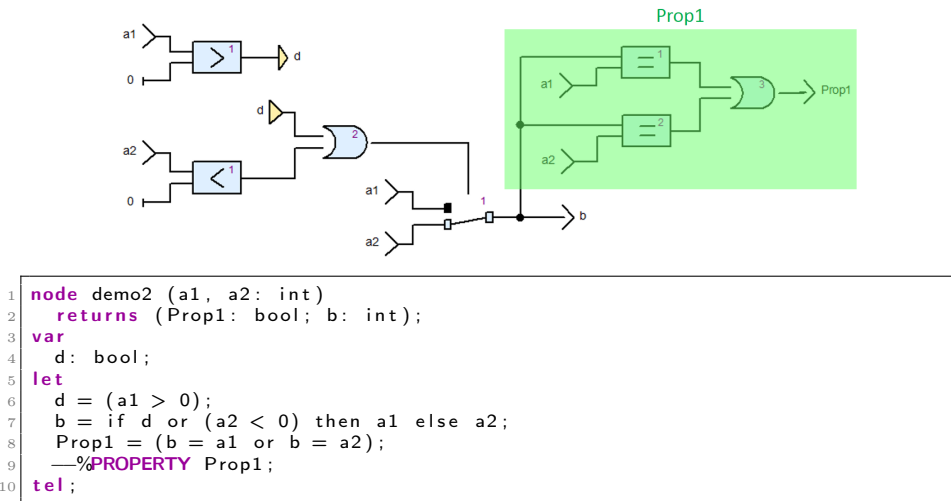 Prop1
a1
1
>
d
0
d
2
a2
1
<
0
1
=
a1
3
Prop1
2
=
a2
a1
1
b
a2
1 node demo2 (a1, a2: int)
2 returns (Prop1: bool; b: int);
3 var
4 d: bool;
5 let
6 d = (a1 > 0);
7 b = if d or (a2 < 0) then a1 else a2;
8 Prop1 = (b = a1 or b = a2);
9 --%PROPERTY Prop1;
10 tel;